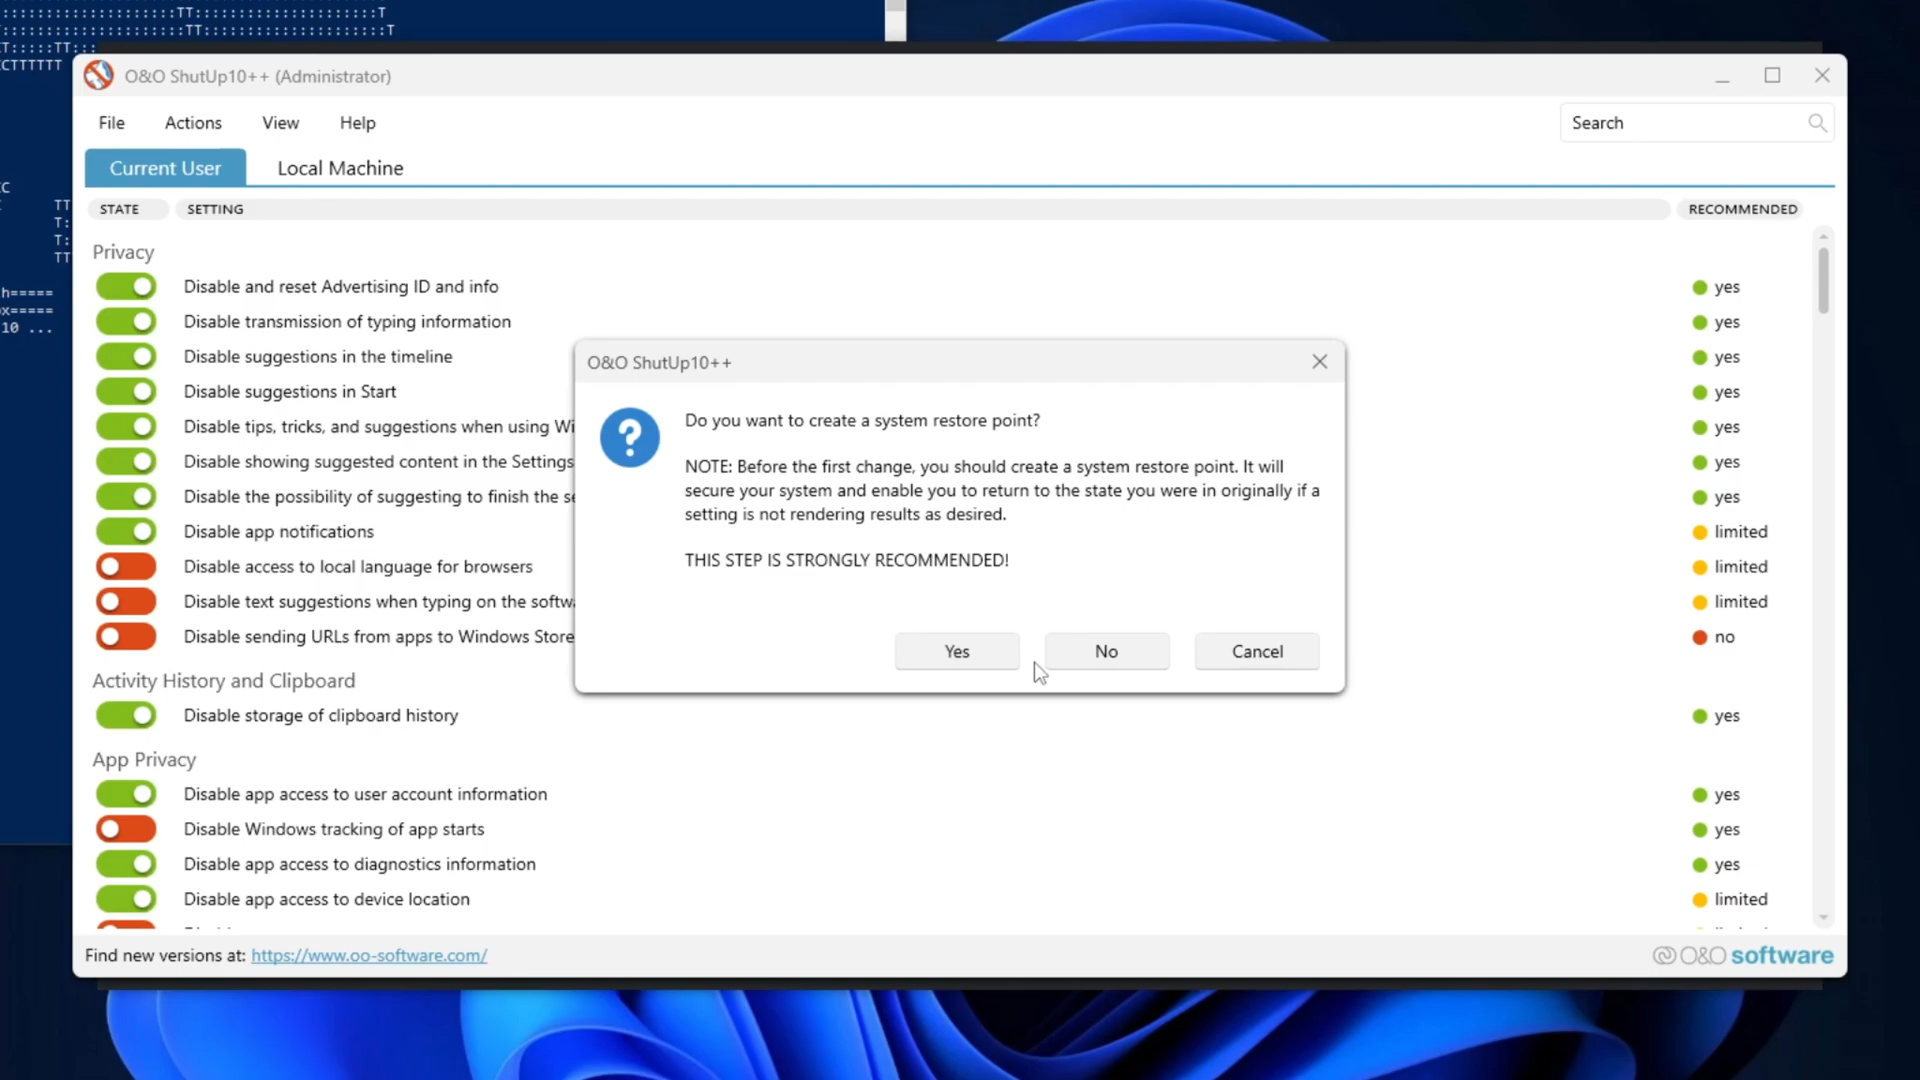 :::::::::::::::::::::TT::::::::::::::::::::::T
::::::::::::::::::::::TT::::::::::::::::::::::T
T:::::TT:::
CTTTTTT
C
TT
T:
T:
TT
h=====
x=====
10 ...
O&O ShutUp10++ (Administrator)
File
Actions
View
Help
Search
Current User
Local Machine
STATE
SETTING
RECOMMENDED
Privacy
Disable and reset Advertising ID and info
yes
Disable transmission of typing information
yes
Disable suggestions in the timeline
yes
Disable suggestions in Start
yes
Disable tips, tricks, and suggestions when using Wi
yes
Disable showing suggested content in the Settings
yes
Disable the possibility of suggesting to finish the se
yes
Disable app notifications
limited
Disable access to local language for browsers
limited
Disable text suggestions when typing on the softw
limited
Disable sending URLs from apps to Windows Store
no
Activity History and Clipboard
Disable storage of clipboard history
yes
App Privacy
Disable app access to user account information
yes
Disable Windows tracking of app starts
yes
Disable app access to diagnostics information
yes
Disable app access to device location
limited
O&O ShutUp10++
Do you want to create a system restore point?
NOTE: Before the first change, you should create a system restore point. It will
secure your system and enable you to return to the state you were in originally if a
setting is not rendering results as desired.
THIS STEP IS STRONGLY RECOMMENDED!
Yes
No
Cancel
Find new versions at: https://www.oo-software.com/
O&O software